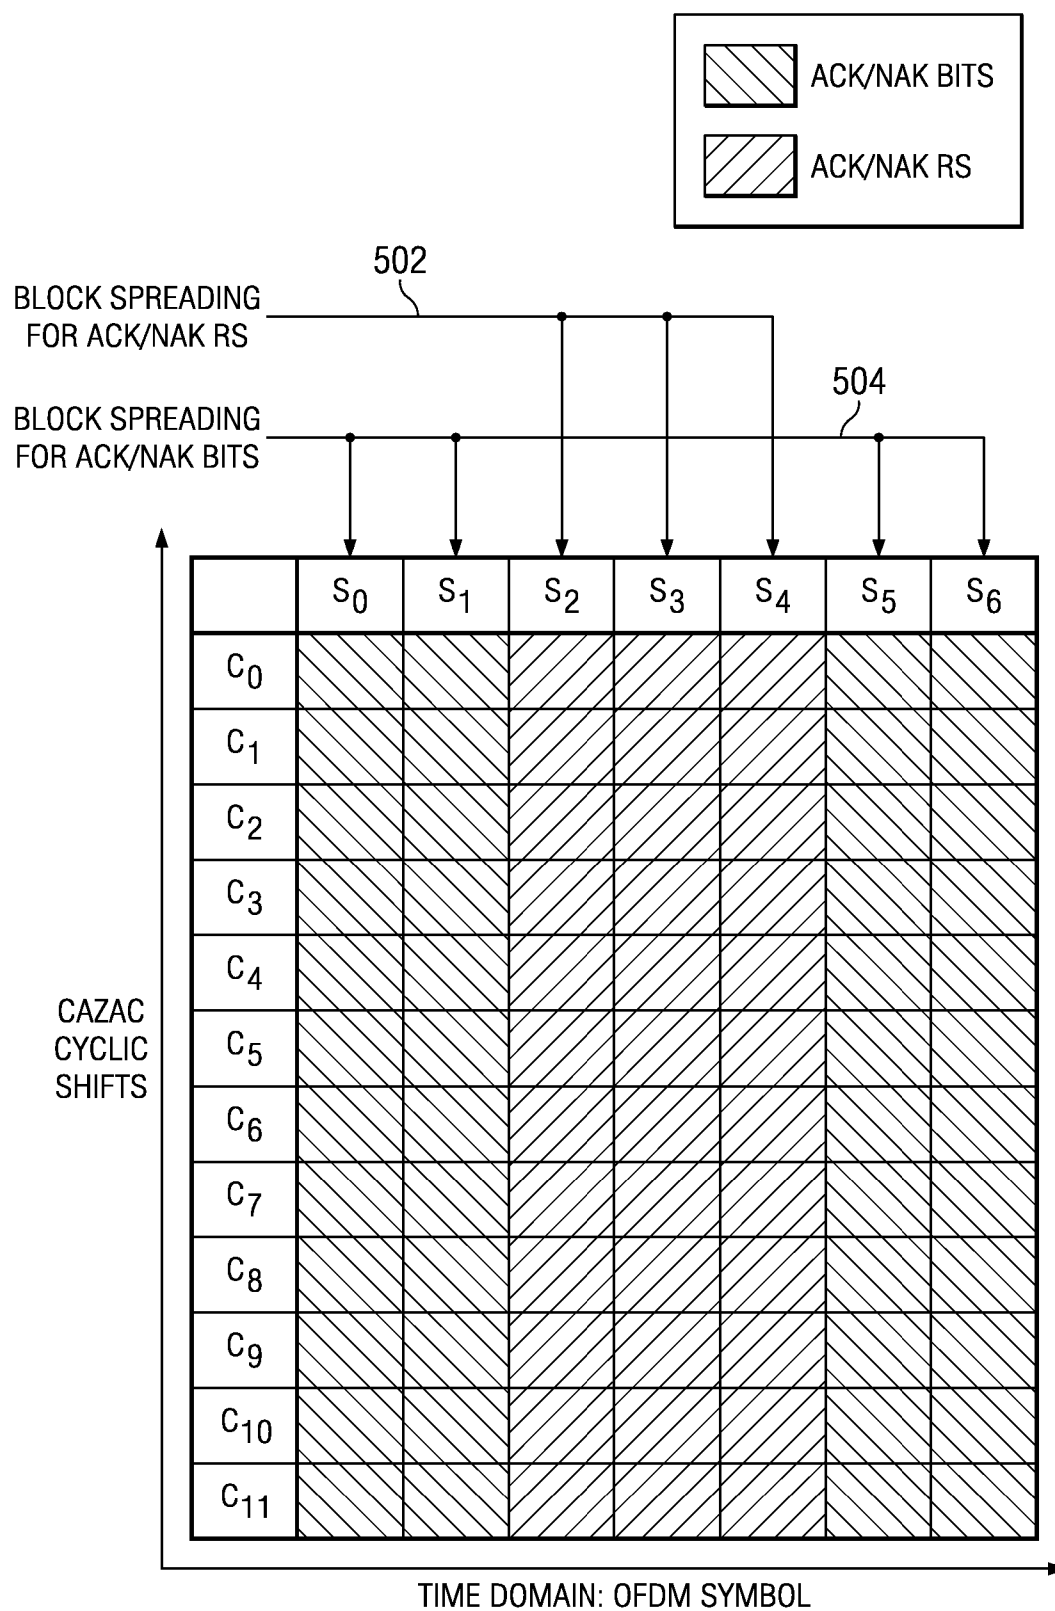 ACK/NAK BITS
ACK/NAK RS
502
BLOCK SPREADING
FOR ACK/NAK RS
504
BLOCK SPREADING
FOR ACK/NAK BITS
S0 S1 S2 S3 S4 S5 S6
C0
C1
C2
C3
C4
C5
C6
C7
C8
C9
C10
C11
CAZAC
CYCLIC
SHIFTS
TIME DOMAIN: OFDM SYMBOL